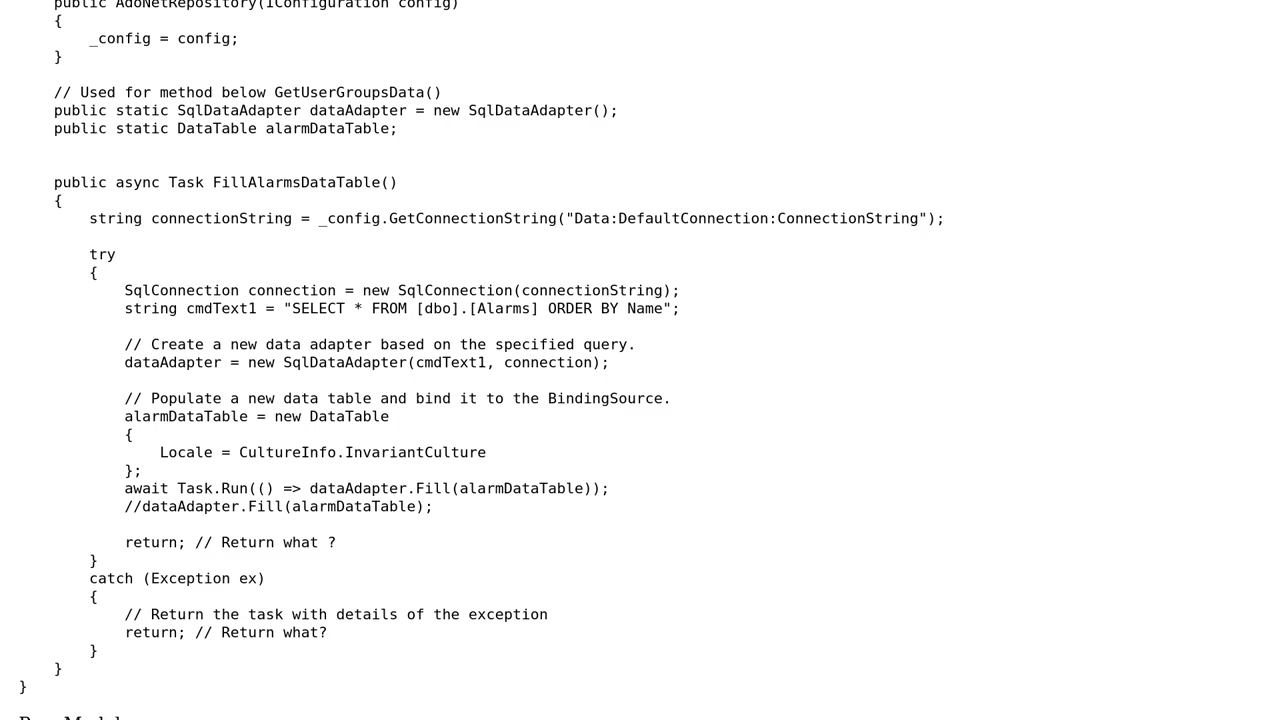 public AdoNetRepository(IConfiguration config)
{
_config = config;
}
// Used for method below GetUserGroupsData()
public static SqlDataAdapter dataAdapter = new SqlDataAdapter();
public static DataTable alarmDataTable;
public async Task FillAlarmsDataTable()
{
string connectionString = _config.GetConnectionString("Data:DefaultConnection:ConnectionString");
try
{
SqlConnection connection = new SqlConnection(connectionString);
string cmdText1 = "SELECT * FROM [dbo].[Alarms] ORDER BY Name";
// Create a new data adapter based on the specified query.
dataAdapter = new SqlDataAdapter(cmdText1, connection);
// Populate a new data table and bind it to the BindingSource.
alarmDataTable = new DataTable
{
Locale = CultureInfo.InvariantCulture
};
await Task.Run(() => dataAdapter.Fill(alarmDataTable));
//dataAdapter.Fill(alarmDataTable);
return; // Return what ?
}
catch (Exception ex)
{
// Return the task with details of the exception
return; // Return what?
}
}
}